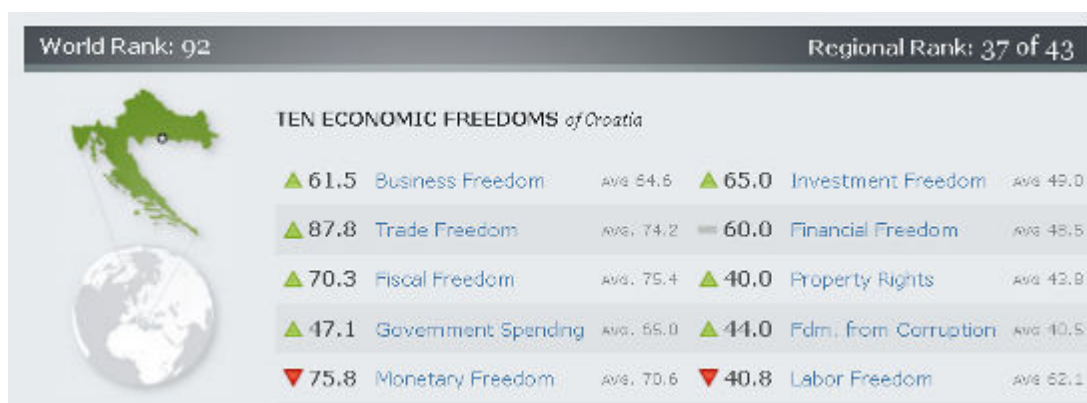 World Rank: 92 Regional Rank: 37 of 43
TEN ECONOMIC FREEDOMS of Croatia
61.5 Business Freedom AVG 64.6 65.0 Investment Freedom AVG 49.0
87.8 Trade Freedom AVG. 74.2 60.0 Financial Freedom AVG 48.5
70.3 Fiscal Freedom AVG. 75.4 40.0 Property Rights AVG 43.8
47.1 Government Spending AVG. 65.0 44.0 Fdm. from Corruption AVG 40.5
75.8 Monetary Freedom AVG. 70.6 40.8 Labor Freedom AVG 62.1